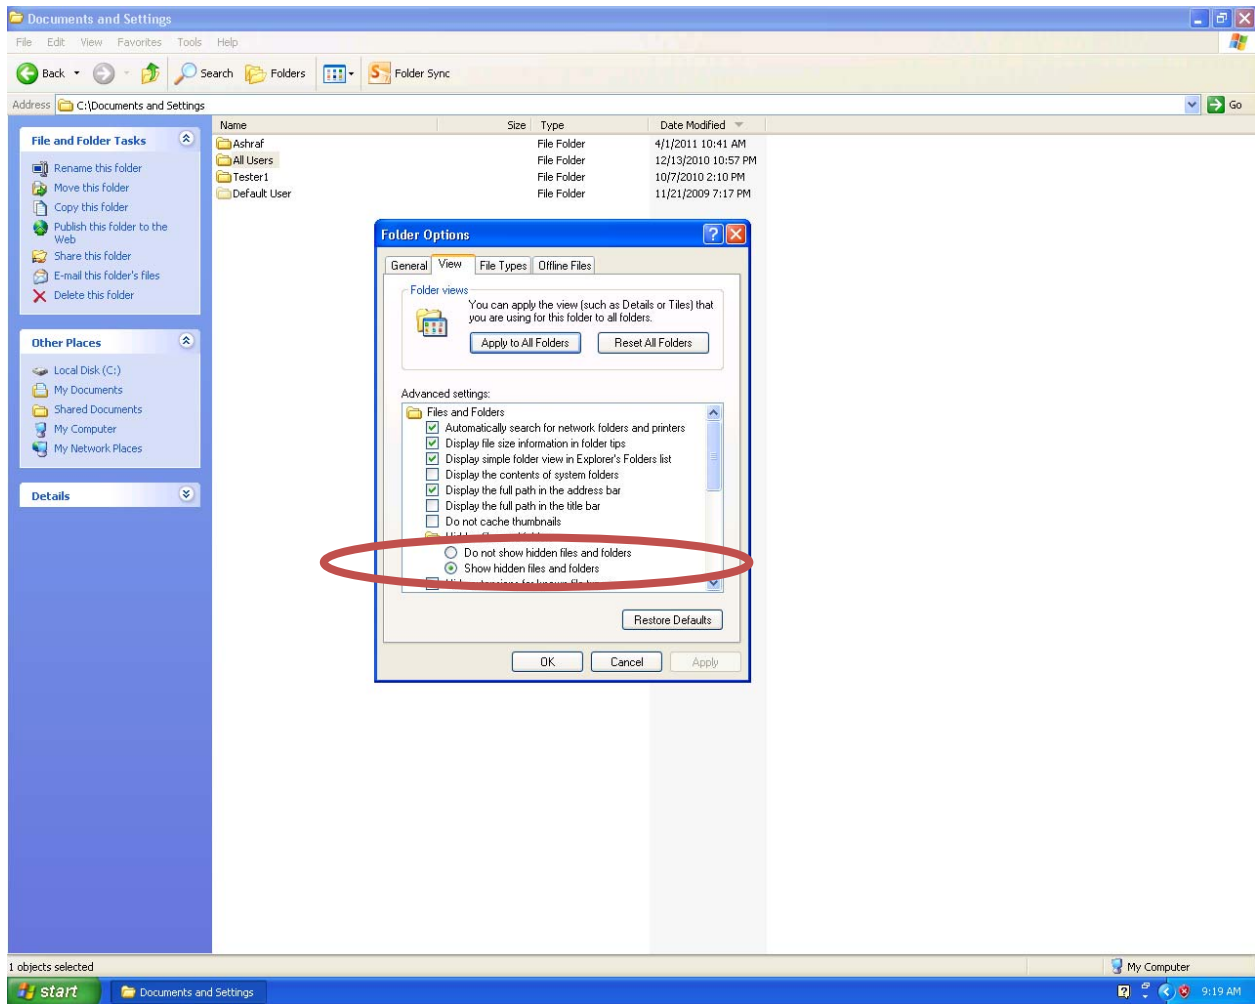 Documents and Settings
File Edit View Favorites Tools Help
Back Search Folders Folder Sync
Address C:\Documents and Settings Go
File and Folder Tasks
Rename this folder
Move this folder
Copy this folder
Publish this folder to the
Web
Share this folder
E-mail this folder's files
Delete this folder
Other Places
Local Disk (C:)
My Documents
Shared Documents
My Computer
My Network Places
Details
Name Size Type Date Modified
Ashraf File Folder 4/1/2011 10:41 AM
All Users File Folder 12/13/2010 10:57 PM
Tester1 File Folder 10/7/2010 2:10 PM
Default User File Folder 11/21/2009 7:17 PM
Folder Options
General View File Types Offline Files
Folder views
You can apply the view (such as Details or Tiles) that
you are using for this folder to all folders.
Apply to All Folders Reset All Folders
Advanced settings:
Files and Folders
Automatically search for network folders and printers
Display file size information in folder tips
Display simple folder view in Explorer's Folders list
Display the contents of system folders
Display the full path in the address bar
Display the full path in the title bar
Do not cache thumbnails
Do not show hidden files and folders
Show hidden files and folders
Restore Defaults
OK Cancel Apply
1 objects selected My Computer
start Documents and Settings 9:19 AM